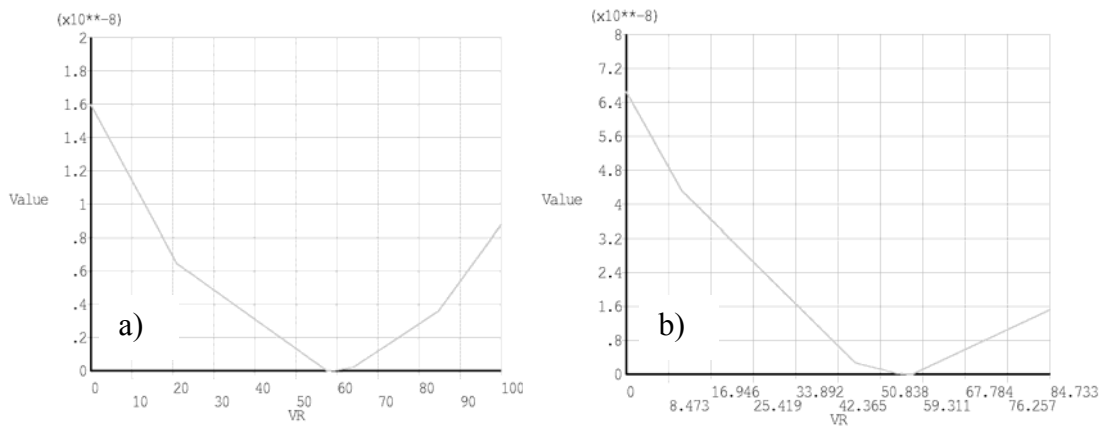 (x10**-8)
2
1.8
1.6
1.4
1.2
1
.8
.6
.4
.2
0
Value
a)
0 20 40 60 80 100
10 30 50 70 90
VR
(x10**-8)
8
7.2
6.4
5.6
4.8
4
3.2
2.4
1.6
.8
0
Value
b)
0 16.946 33.892 50.838 67.784 84.733
8.473 25.419 42.365 59.311 76.257
VR